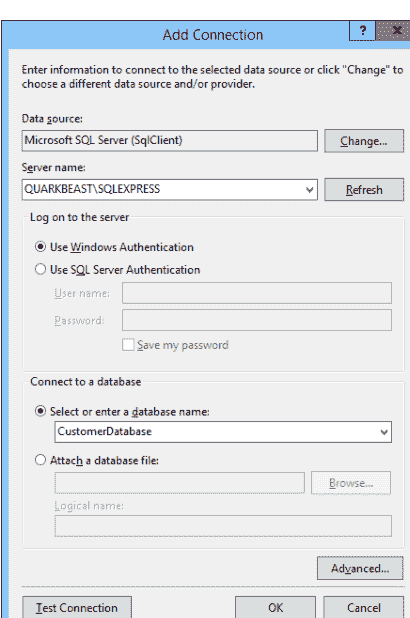 Add Connection
?
Enter information to connect to the selected data source or click "Change" to
choose a different data source and/or provider.
Data source:
Microsoft SQL Server (SqlClient)
Change...
Server name:
QUARKBEAST\SQLEXPRESS
Refresh
Log on to the server
Use Windows Authentication
Use SQL Server Authentication
User name:
Password:
Save my password
Connect to a database
Select or enter a database name:
CustomerDatabase
Attach a database file:
Browse...
Logical name:
Advanced...
Test Connection
OK
Cancel